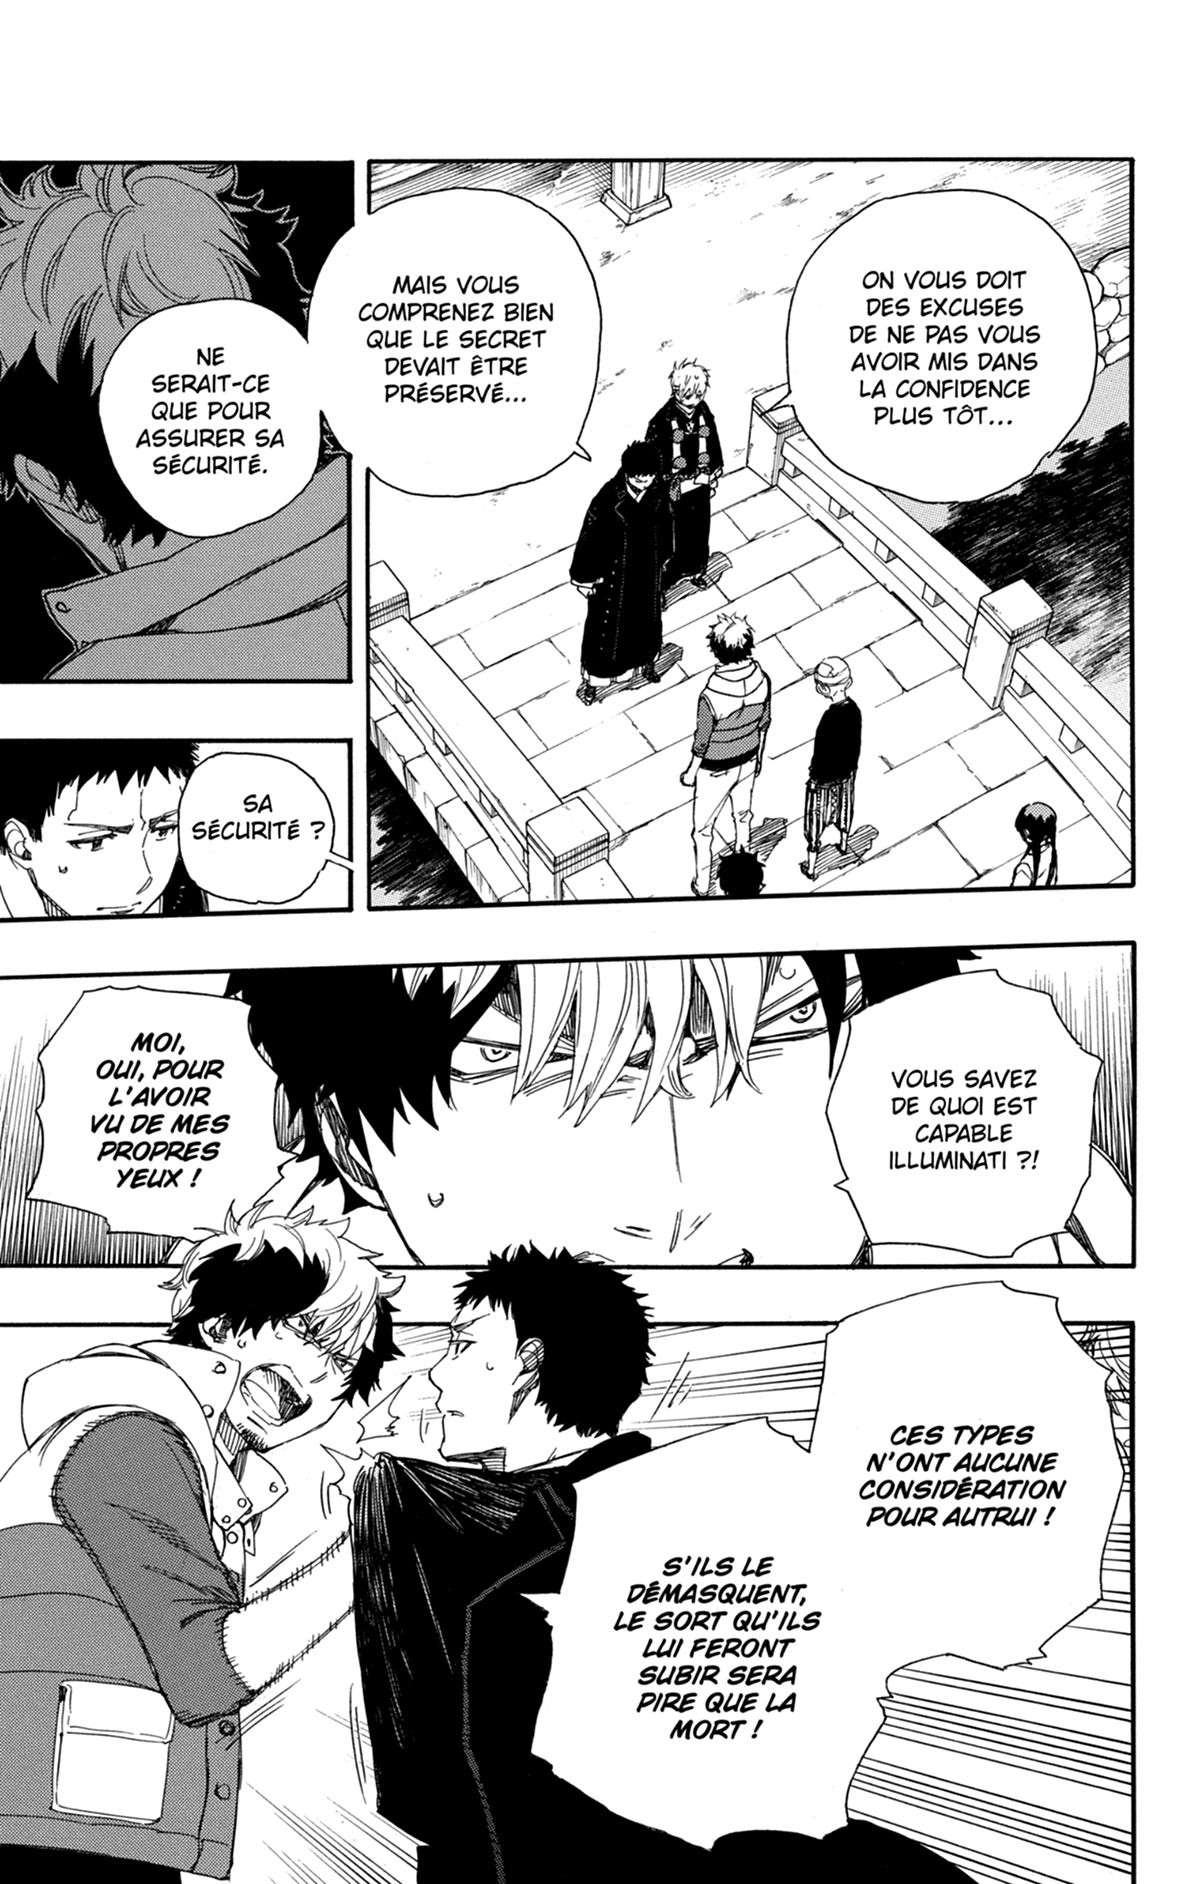 ON VOUS DOIT
DES EXCUSES
DE NE PAS VOUS
AVOIR MIS DANS
LA CONFIDENCE
PLUS TÔT...
MAIS VOUS
COMPRENEZ BIEN
QUE LE SECRET
DEVAIT ÊTRE
PRÉSERVÉ...
NE
SERAIT-CE
QUE POUR
ASSURER SA
SÉCURITÉ.
SA
SÉCURITÉ ?
VOUS SAVEZ
DE QUOI EST
CAPABLE
ILLUMINATI ?!
MOI,
OUI, POUR
L'AVOIR
VU DE MES
PROPRES
YEUX !
CES TYPES
N'ONT AUCUNE
CONSIDÉRATION
POUR AUTRUI !
S'ILS LE
DÉMASQUENT,
LE SORT QU'ILS
LUI FERONT
SUBIR SERA
PIRE QUE LA
MORT !